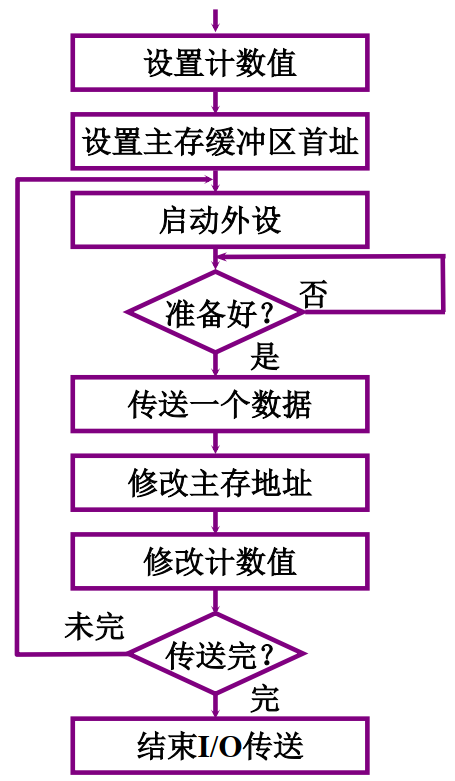 设置计数值
设置主存缓冲区首址
启动外设
否
准备好？
是
传送一个数据
修改主存地址
修改计数值
未完
传送完？
完
结束I/O传送